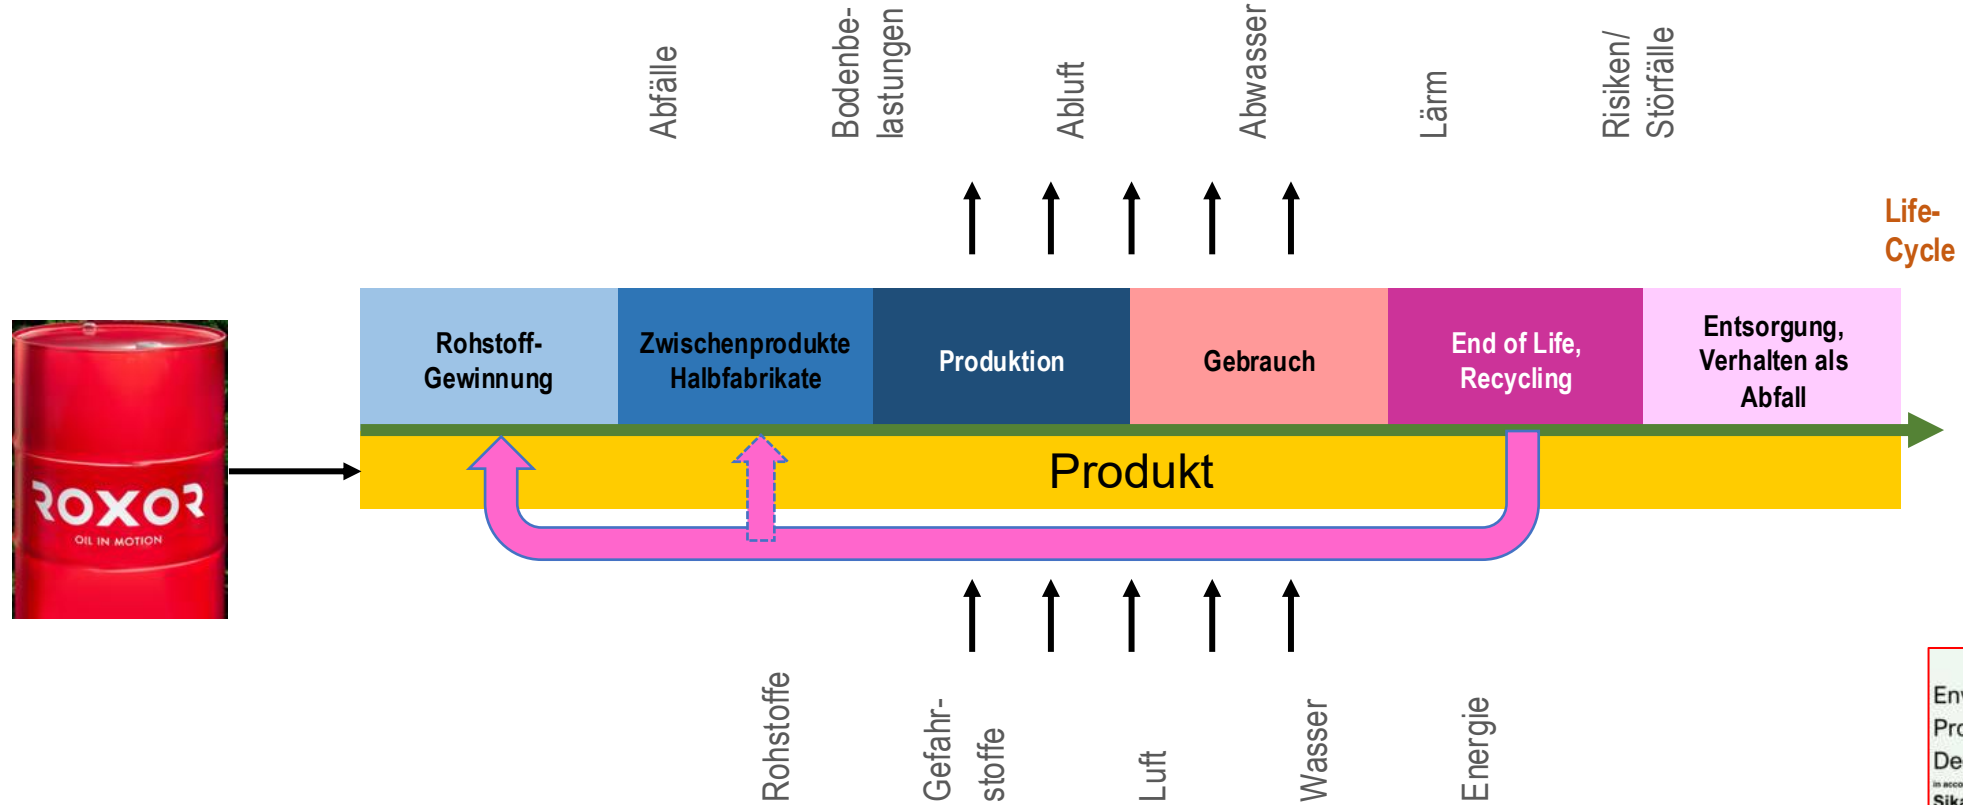 Abfälle
Bodenbe-
lastungen
Abluft
Abwasser
Lärm
Risiken/
Störfälle
Life-
Cycle
Rohstoff-
Gewinnung
Zwischenprodukte
Halbfabrikate
Produktion
Gebrauch
End of Life,
Recycling
Entsorgung,
Verhalten als
Abfall
Produkt
ROXOR
OIL IN MOTION
Rohstoffe
Gefahr-
stoffe
Luft
Wasser
Energie